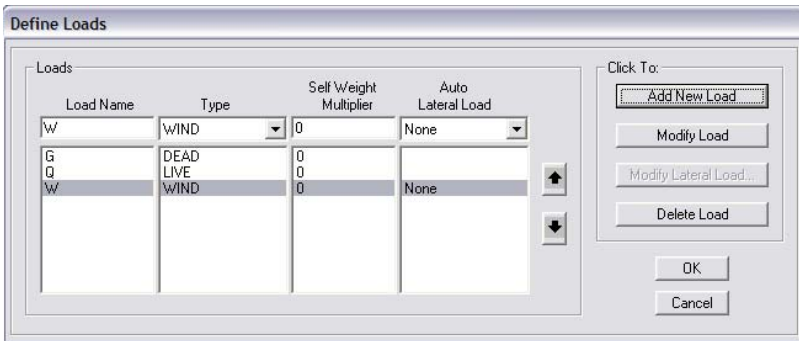 Define Loads
Loads
Load Name Type Self Weight Multiplier Auto Lateral Load
W WIND 0 None
G DEAD 0
Q LIVE 0
W WIND 0 None
Click To:
Add New Load
Modify Load
Modify Lateral Load...
Delete Load
OK
Cancel